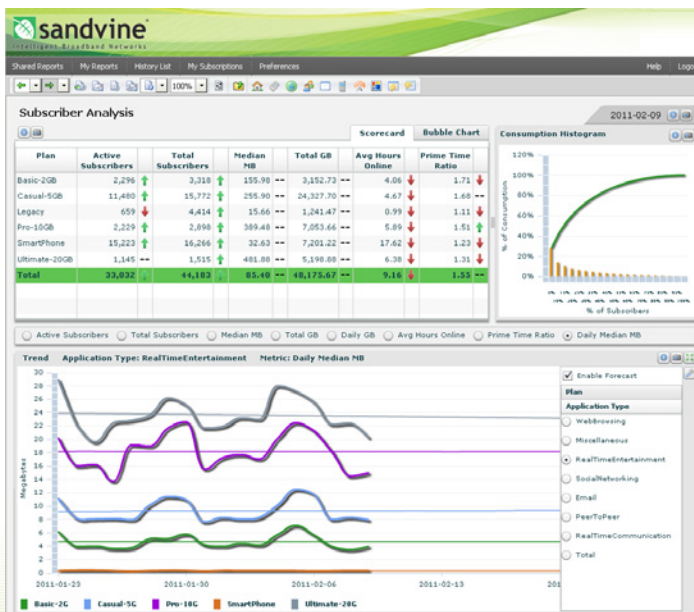 sandvine
Intelligent Broadband Networks
Shared Reports My Reports History List My Subscriptions Preferences Help Logo
100%
Subscriber Analysis
2011-02-09
Scorecard Bubble Chart
Consumption Histogram
Plan Active Subscribers Total Subscribers Median MB Total GB Avg Hours Online Prime Time Ratio
Basic-2GB 2,296 3,318 155.98 -- 3,152.73 -- 4.06 1.71
Casual-5GB 11,480 15,772 255.90 -- 24,327.70 -- 4.67 1.68 --
Legacy 659 4,414 15.66 -- 1,241.47 -- 0.99 1.11
Pro-10GB 2,229 2,898 389.48 -- 7,053.66 -- 5.89 1.51
SmartPhone 15,223 16,266 32.63 -- 7,201.22 -- 17.62 1.23
Ultimate-20GB 1,145 -- 1,515 481.88 -- 5,198.88 -- 6.38 1.31
Total 33,032 44,183 85.40 -- 48,175.67 -- 9.16 1.55 --
% of Consumption
120%
100%
80%
60%
40%
20%
0%
% of Subscribers
Active Subscribers Total Subscribers Median MB Total GB Daily GB Avg Hours Online Prime Time Ratio Daily Median MB
Trend Application Type: RealTimeEntertainment Metric: Daily Median MB
Megabytes
30
28
26
24
22
20
18
16
14
12
10
8
6
4
2
0
2011-01-23 2011-01-30 2011-02-06 2011-02-13 201
Basic-2G Casual-5G Pro-10G SmartPhone Ultimate-20G
Enable Forecast
Plan
Application Type
WebBrowsing
Miscellaneous
RealTimeEntertainment
SocialNetworking
Email
PeerToPeer
RealTimeCommunication
Total